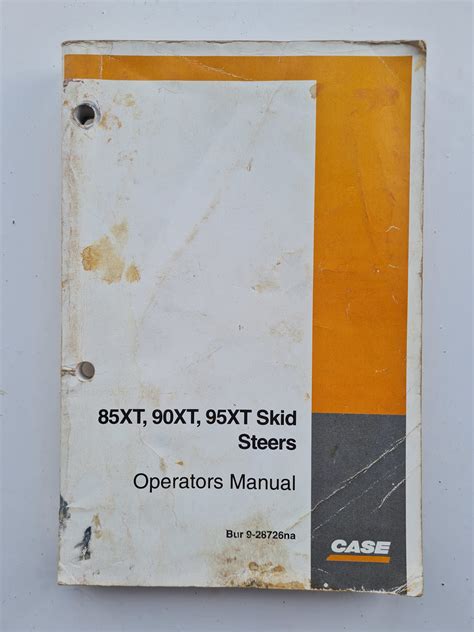 85XT, 90XT, 95XT Skid
Steers
Operators Manual
Bur 9-28726na
CASE